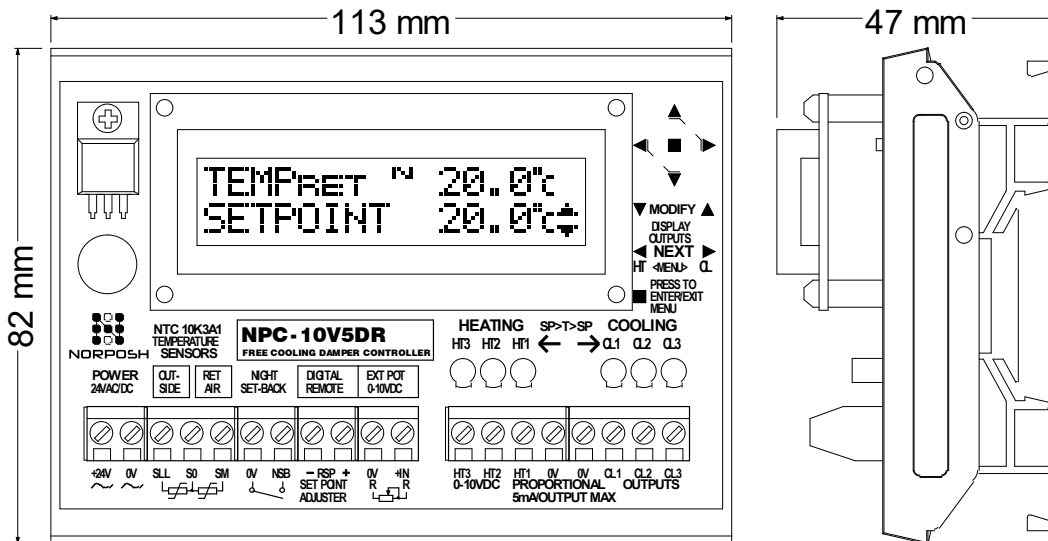 113 mm
47 mm
82 mm
TEMPRET N 20.0°c
SETPOINT 20.0°c
▼ MODIFY ▲
DISPLAY
OUTPUTS
◄ NEXT ►
HT <MENU> CL
■ PRESS TO
ENTER/EXIT
MENU
NORPOSH
NTC 10K3A1
TEMPERATURE
SENSORS
NPC-10V5DR
FREE COOLING DAMPER CONTROLLER
HEATING SP>T>SP COOLING
HT3 HT2 HT1 ← → CL1 CL2 CL3
POWER
24VAC/DC
OUT-
SIDE
RET
AIR
NIGHT
SET-BACK
DIGITAL
REMOTE
EXT POT
0-10VDC
+24V 0V SLL S0 SM 0V NSB - RSP + 0V +IN
R R
SET POINT
ADJUSTER
HT3 HT2 HT1 0V 0V CL1 CL2 CL3
0-10VDC PROPORTIONAL OUTPUTS
5mA/OUTPUT MAX